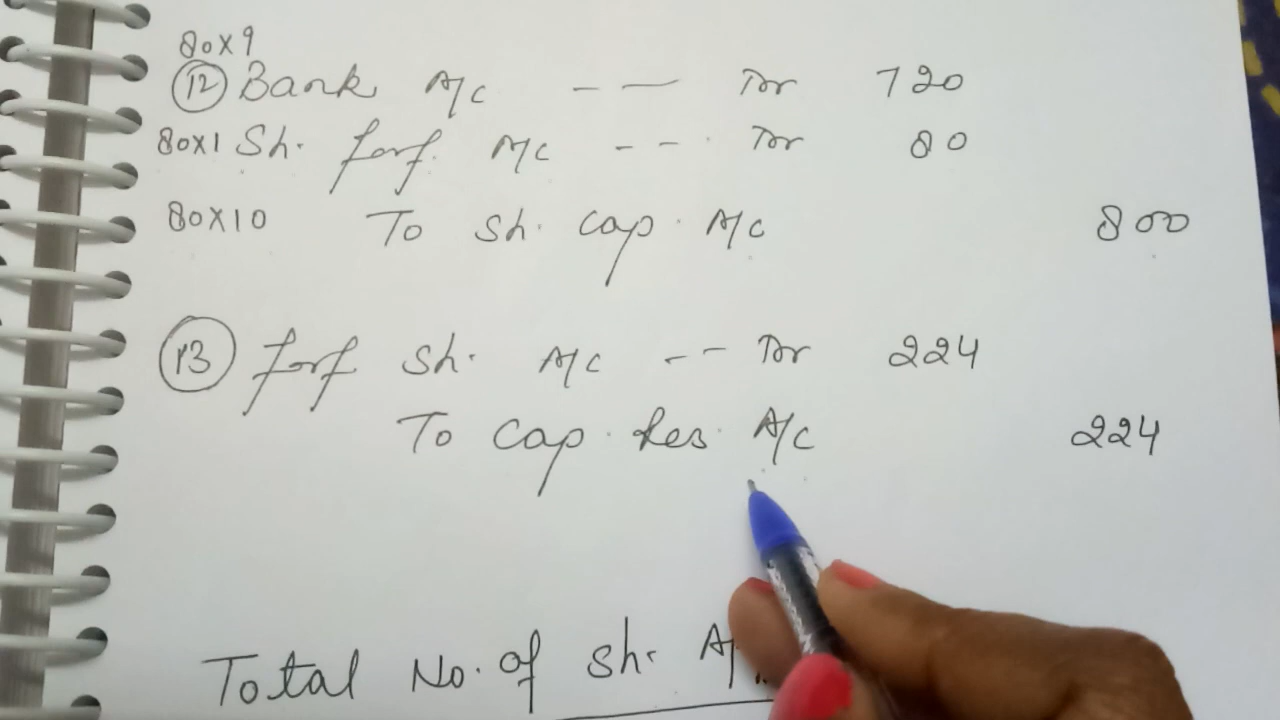 80x9
12 Bank A/c -- Dr 720
80x1 Sh. forf. A/c -- Dr 80
80x10 To Sh. Cap. A/c 800
13 forf Sh. A/c -- Dr 224
To Cap. Res. A/c 224
Total No. of Sh.